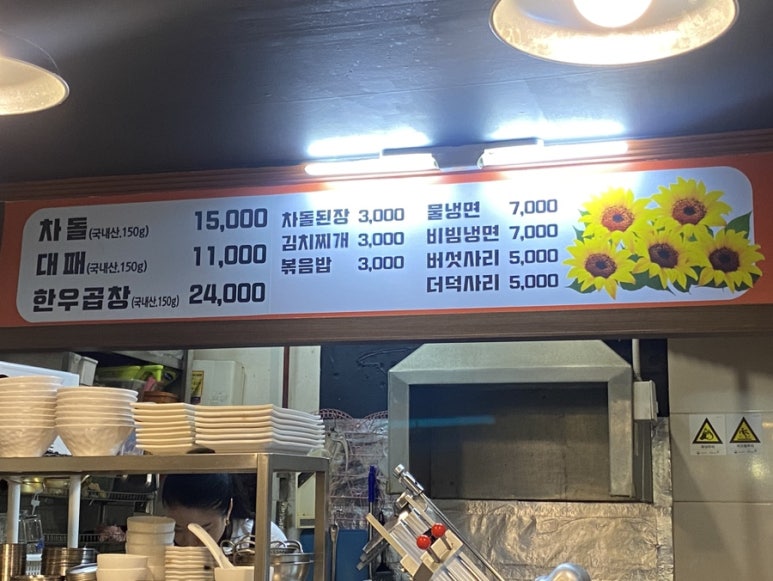 차돌(국내산,150g) 15,000
대패(국내산,150g) 11,000
한우곱창(국내산,150g) 24,000
차돌된장 3,000
김치찌개 3,000
볶음밥 3,000
물냉면 7,000
비빔냉면 7,000
버섯사리 5,000
더덕사리 5,000